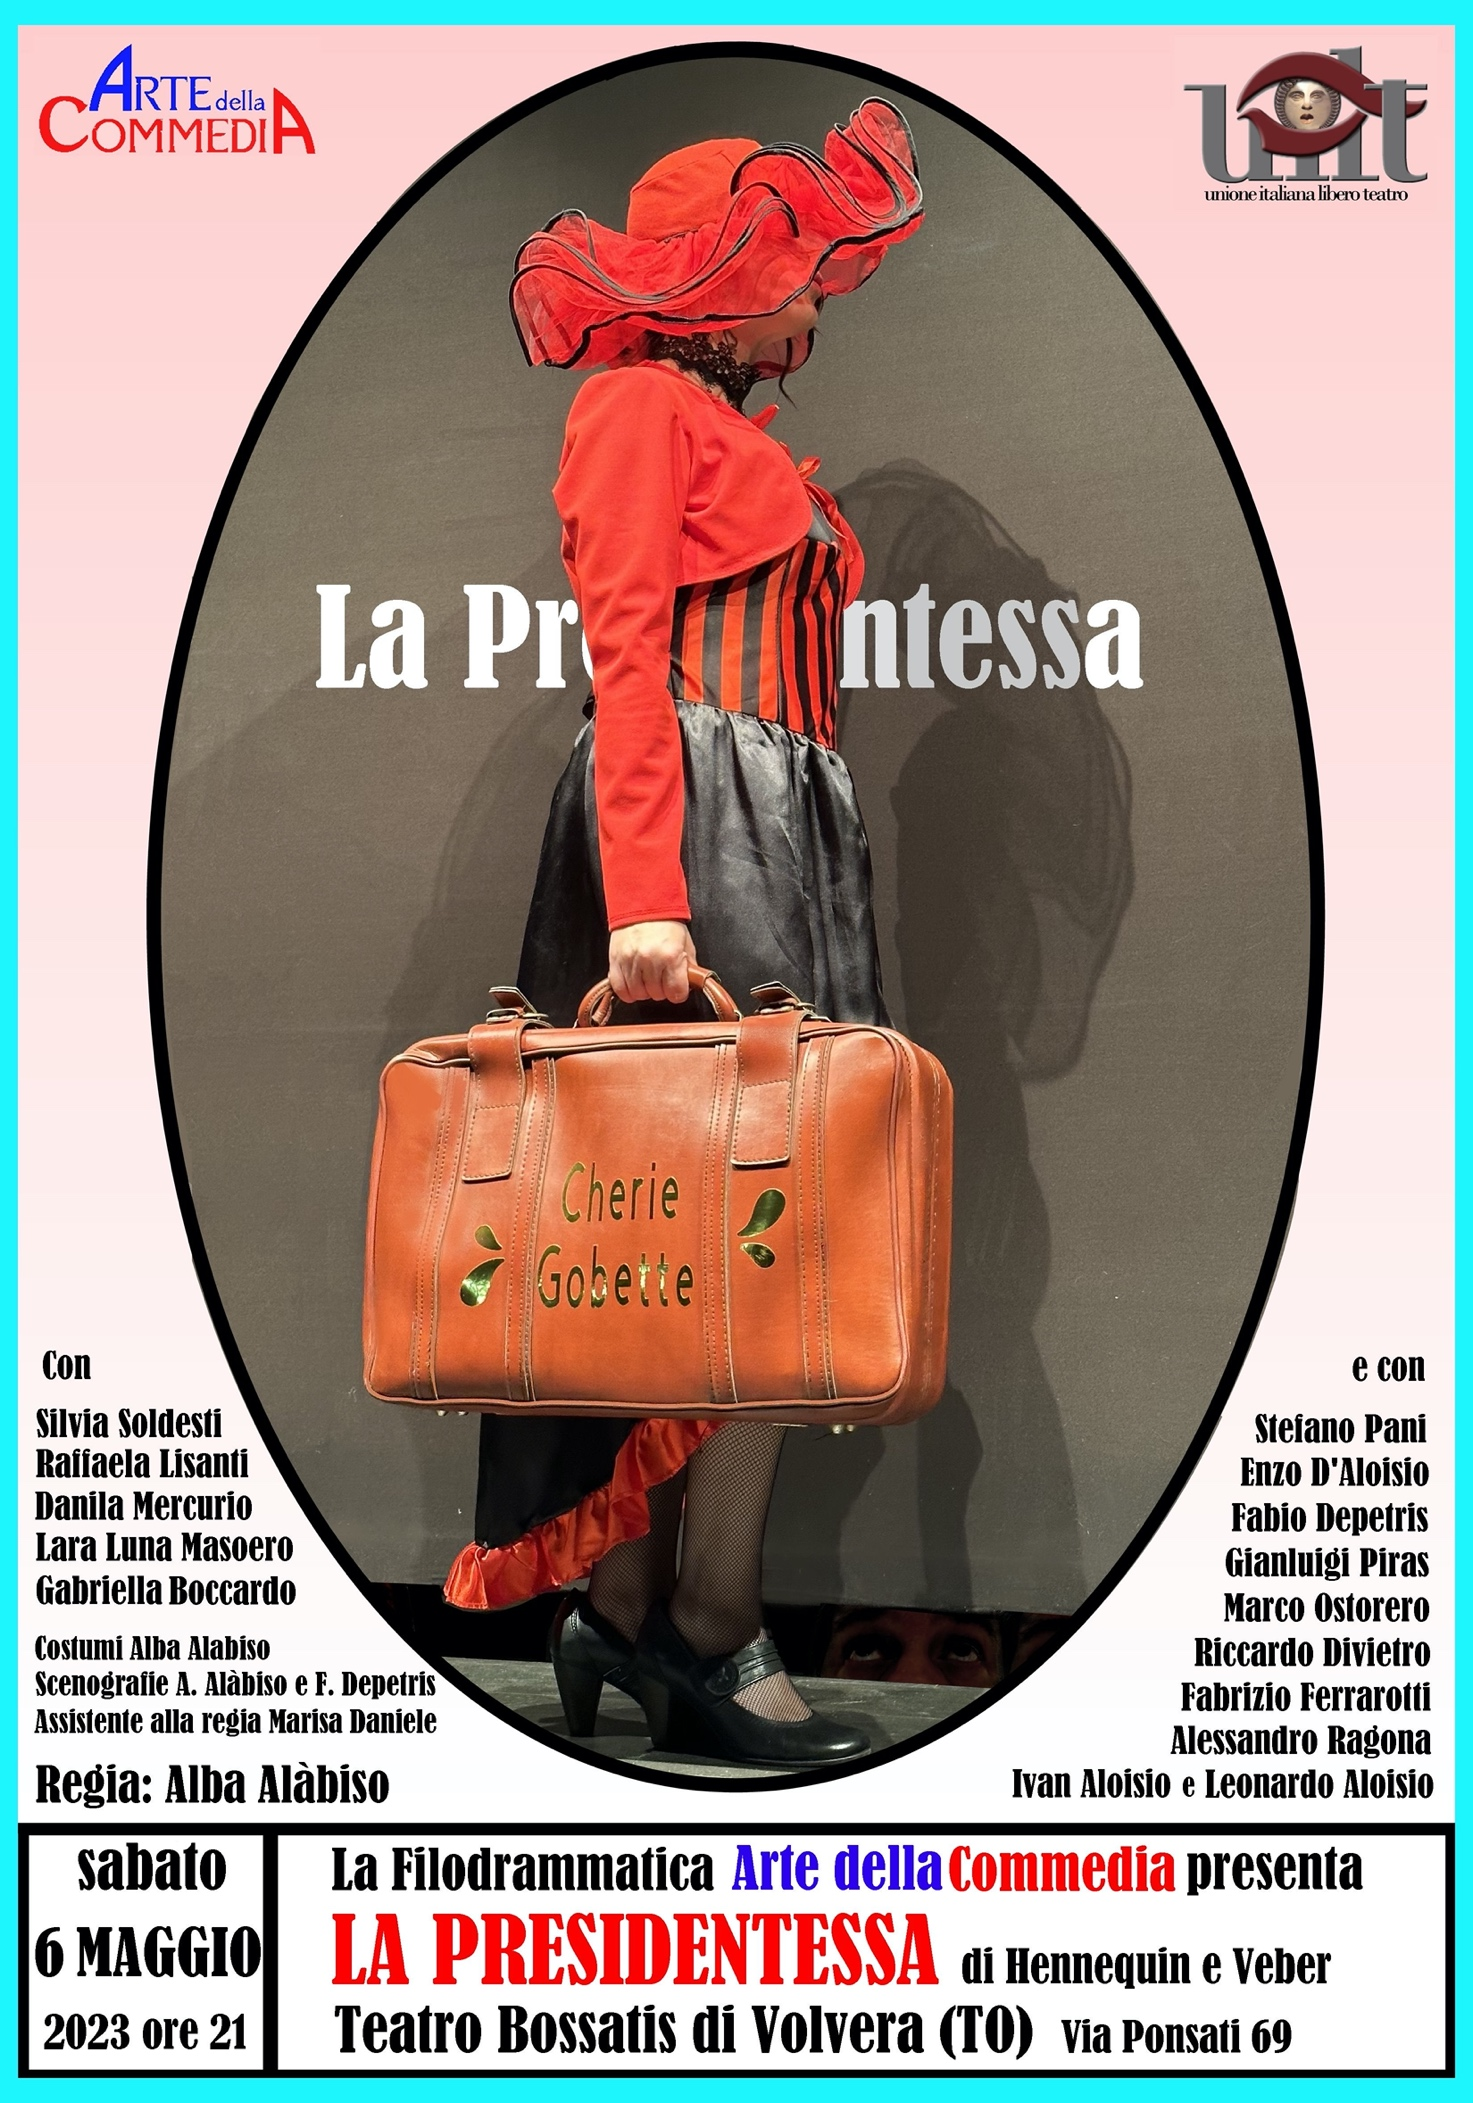 ARTE della
COMMEDIA
uilt
unione italiana libero teatro
La Pre ntessa
Cherie
Gobette
Con
Silvia Soldesti
Raffaela Lisanti
Danila Mercurio
Lara Luna Masoero
Gabriella Boccardo
Costumi Alba Alabiso
Scenografie A. Alàbiso e F. Depetris
Assistente alla regia Marisa Daniele
Regia: Alba Alàbiso
e con
Stefano Pani
Enzo D'Aloisio
Fabio Depetris
Gianluigi Piras
Marco Ostorero
Riccardo Divietro
Fabrizio Ferrarotti
Alessandro Ragona
Ivan Aloisio e Leonardo Aloisio
sabato
6 MAGGIO
2023 ore 21
La Filodrammatica Arte della Commedia presenta
LA PRESIDENTESSA di Hennequin e Veber
Teatro Bossatis di Volvera (TO) Via Ponsati 69